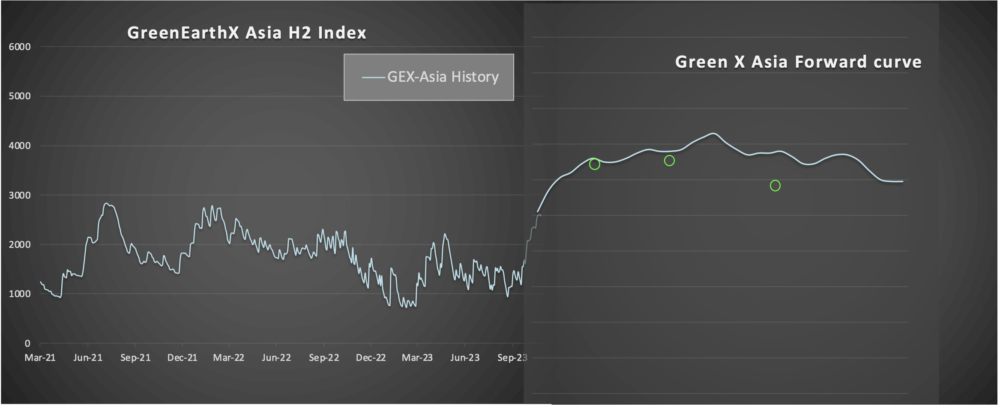 GreenEarthX Asia H2 Index
6000
GEX-Asia History
Green X Asia Forward curve
5000
4000
3000
2000
1000
0
Mar-21 Jun-21 Sep-21 Dec-21 Mar-22 Jun-22 Sep-22 Dec-22 Mar-23 Jun-23 Sep-23